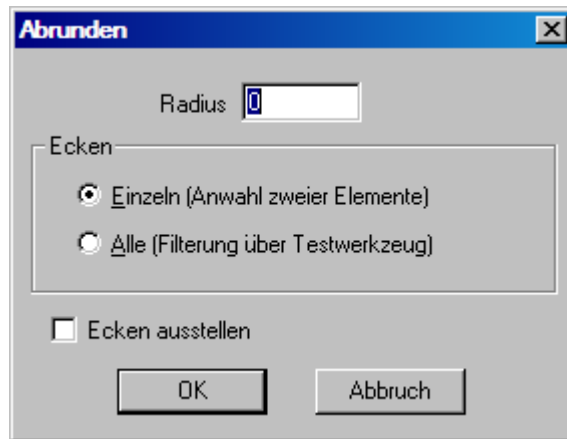 Abrunden
Radius 0
Ecken
Einzeln (Anwahl zweier Elemente)
Alle (Filterung über Testwerkzeug)
Ecken ausstellen
OK Abbruch